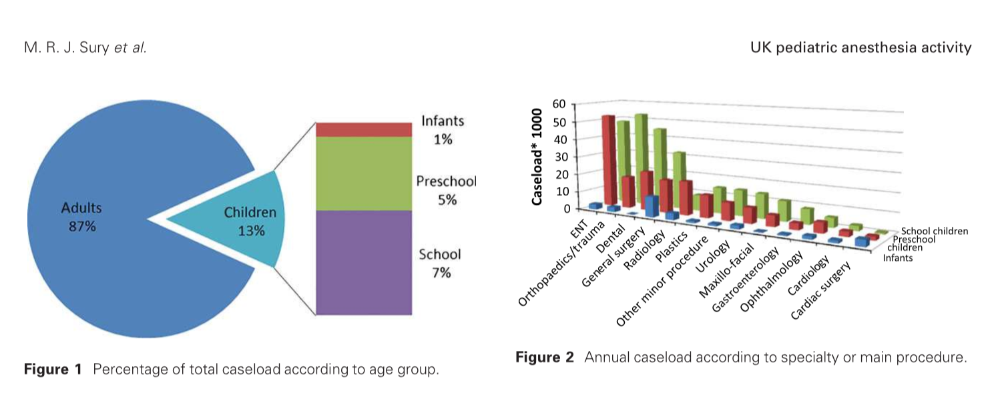 M. R. J. Sury et al.
UK pediatric anesthesia activity
Adults
87%
Children
13%
Infants
1%
Preschool
5%
School
7%
Figure 1 Percentage of total caseload according to age group.
Caseload* 1000
60
50
40
30
20
10
0
ENT
Orthopaedics/trauma
Dental
General surgery
Radiology
Plastics
Other minor procedure
Urology
Maxillo-facial
Gastroenterology
Ophthalmology
Cardiology
Cardiac surgery
School children
Preschool
children
Infants
Figure 2 Annual caseload according to specialty or main procedure.